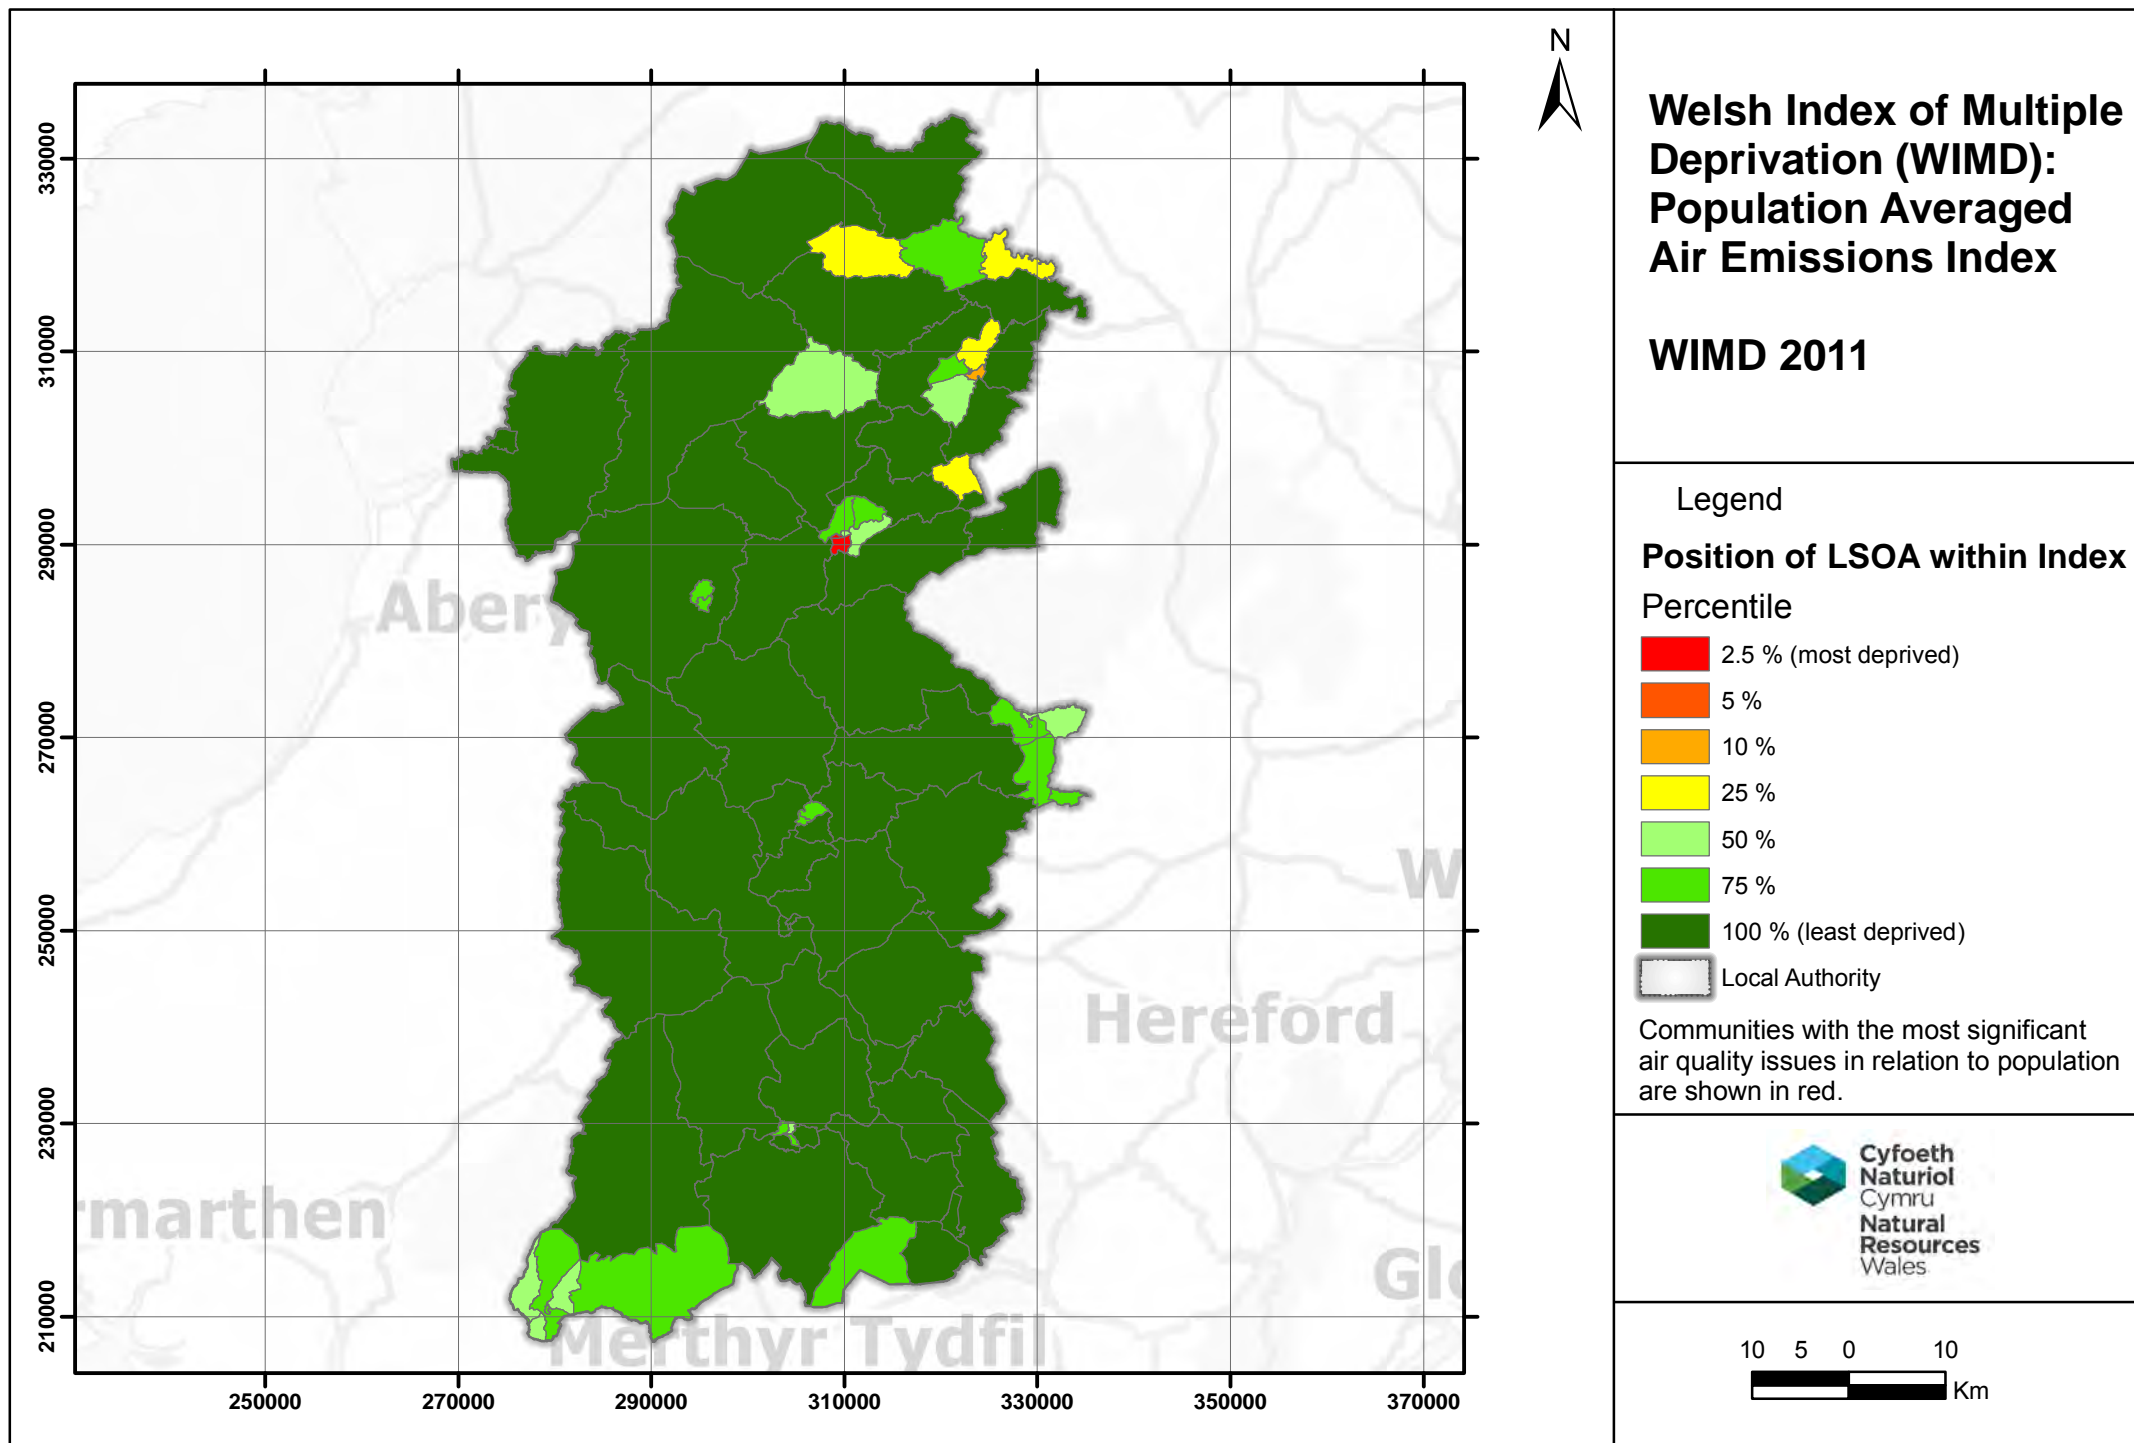 N
Welsh Index of Multiple
Deprivation (WIMD):
Population Averaged
Air Emissions Index
WIMD 2011
Legend
Position of LSOA within Index
Percentile
2.5 % (most deprived)
5 %
10 %
25 %
50 %
75 %
100 % (least deprived)
Local Authority
Communities with the most significant
air quality issues in relation to population
are shown in red.
Cyfoeth
Naturiol
Cymru
Natural
Resources
Wales
10 5 0 10
Km
330000
310000
290000
270000
250000
230000
210000
250000 270000 290000 310000 330000 350000 370000
Abery
W
Hereford
rmarthen
Glo
Merthyr Tydfil